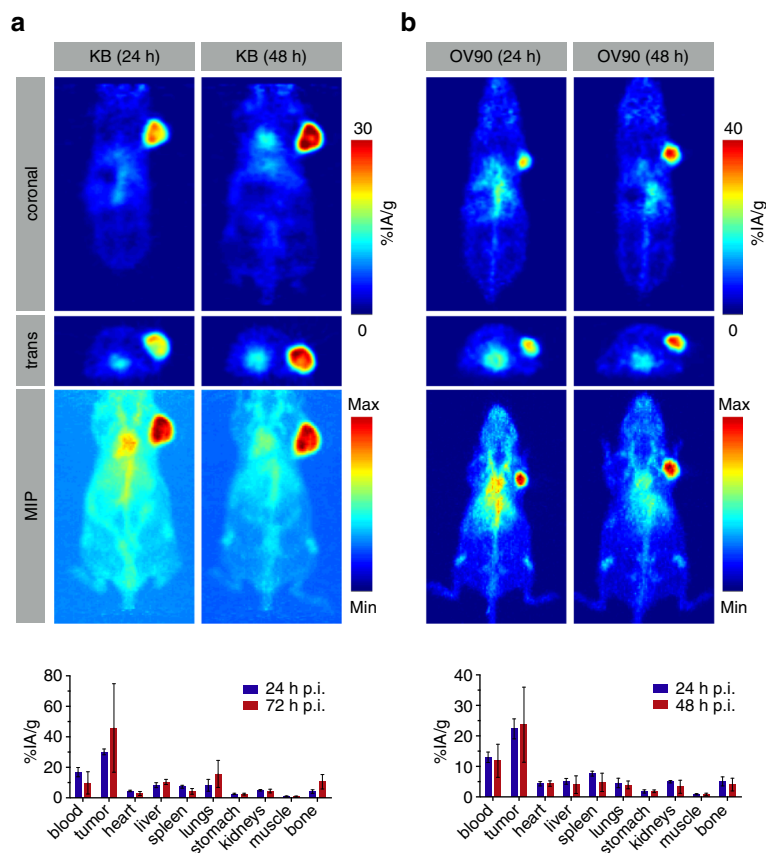 a
KB (24 h)
KB (48 h)
coronal
30
%IA/g
0
trans
MIP
Max
Min
80
60
40
20
0
%IA/g
24 h p.i.
72 h p.i.
blood
tumor
heart
liver
spleen
lungs
stomach
kidneys
muscle
bone
b
OV90 (24 h)
OV90 (48 h)
40
%IA/g
0
Max
Min
40
30
20
10
0
%IA/g
24 h p.i.
48 h p.i.
blood
tumor
heart
liver
spleen
lungs
stomach
kidneys
muscle
bone